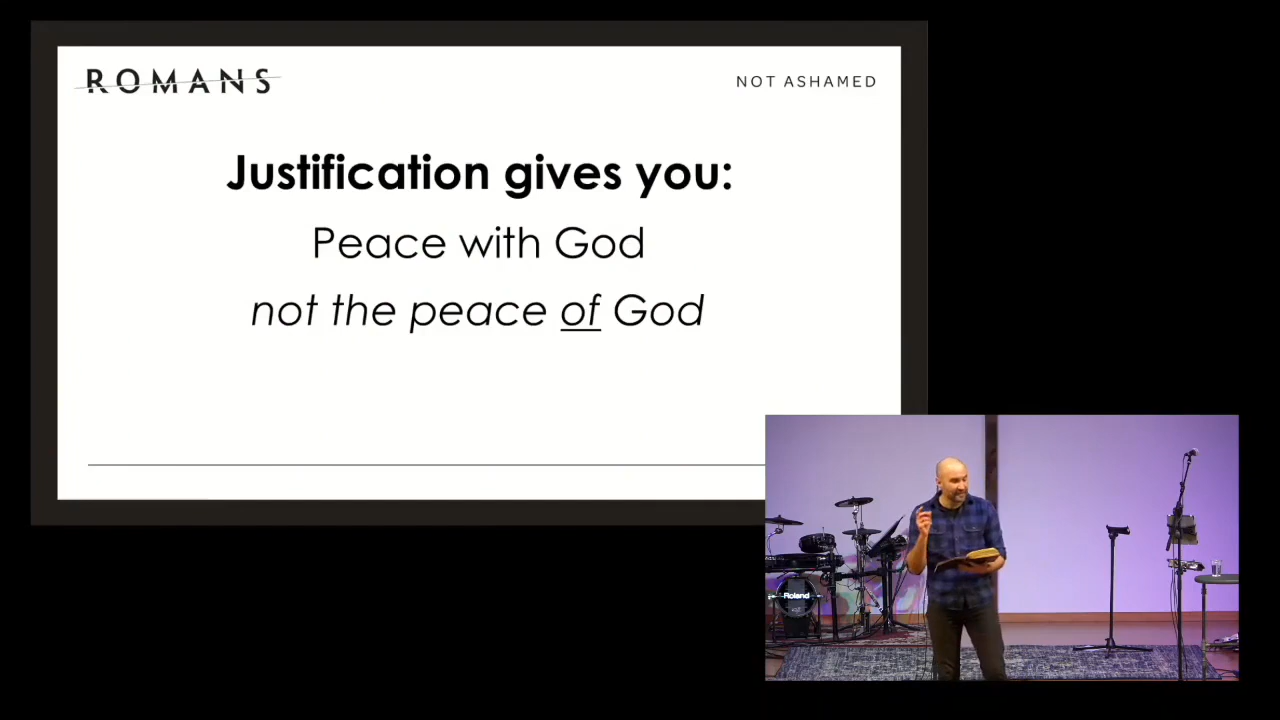 ROMANS
NOT ASHAMED
Justification gives you:
Peace with God
not the peace of God
Roland